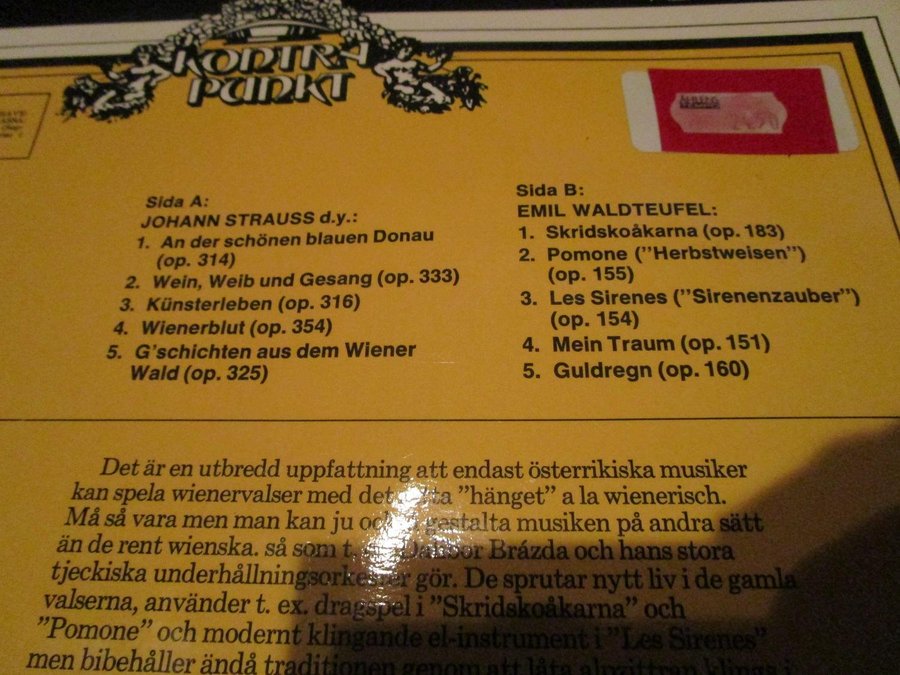 KONTRA
PUNKT
24,90
Sida A:
JOHANN STRAUSS d.y.:
1. An der schönen blauen Donau
(op. 314)
2. Wein, Weib und Gesang (op. 333)
3. Künsterleben (op. 316)
4. Wienerblut (op. 354)
5. G'schichten aus dem Wiener
Wald (op. 325)
Sida B:
EMIL WALDTEUFEL:
1. Skridskoåkarna (op. 183)
2. Pomone ("Herbstweisen")
(op. 155)
3. Les Sirenes ("Sirenenzauber")
(op. 154)
4. Mein Traum (op. 151)
5. Guldregn (op. 160)
Det är en utbredd uppfattning att endast österrikiska musiker
kan spela wienervalser med det "hänget" a la wienerisch.
Må så vara men man kan ju gestalta musiken på andra sätt
än de rent wienska. så som t. Brázda och hans stora
tjeckiska underhållningsorkester gör. De sprutar nytt liv i de gamla
valserna, använder t. ex. dragspel i "Skridskoåkarna" och
"Pomone" och modernt klingande el-instrument i "Les Sirenes"
men bibehåller ändå traditionen genom att låta alpzittran klinga i